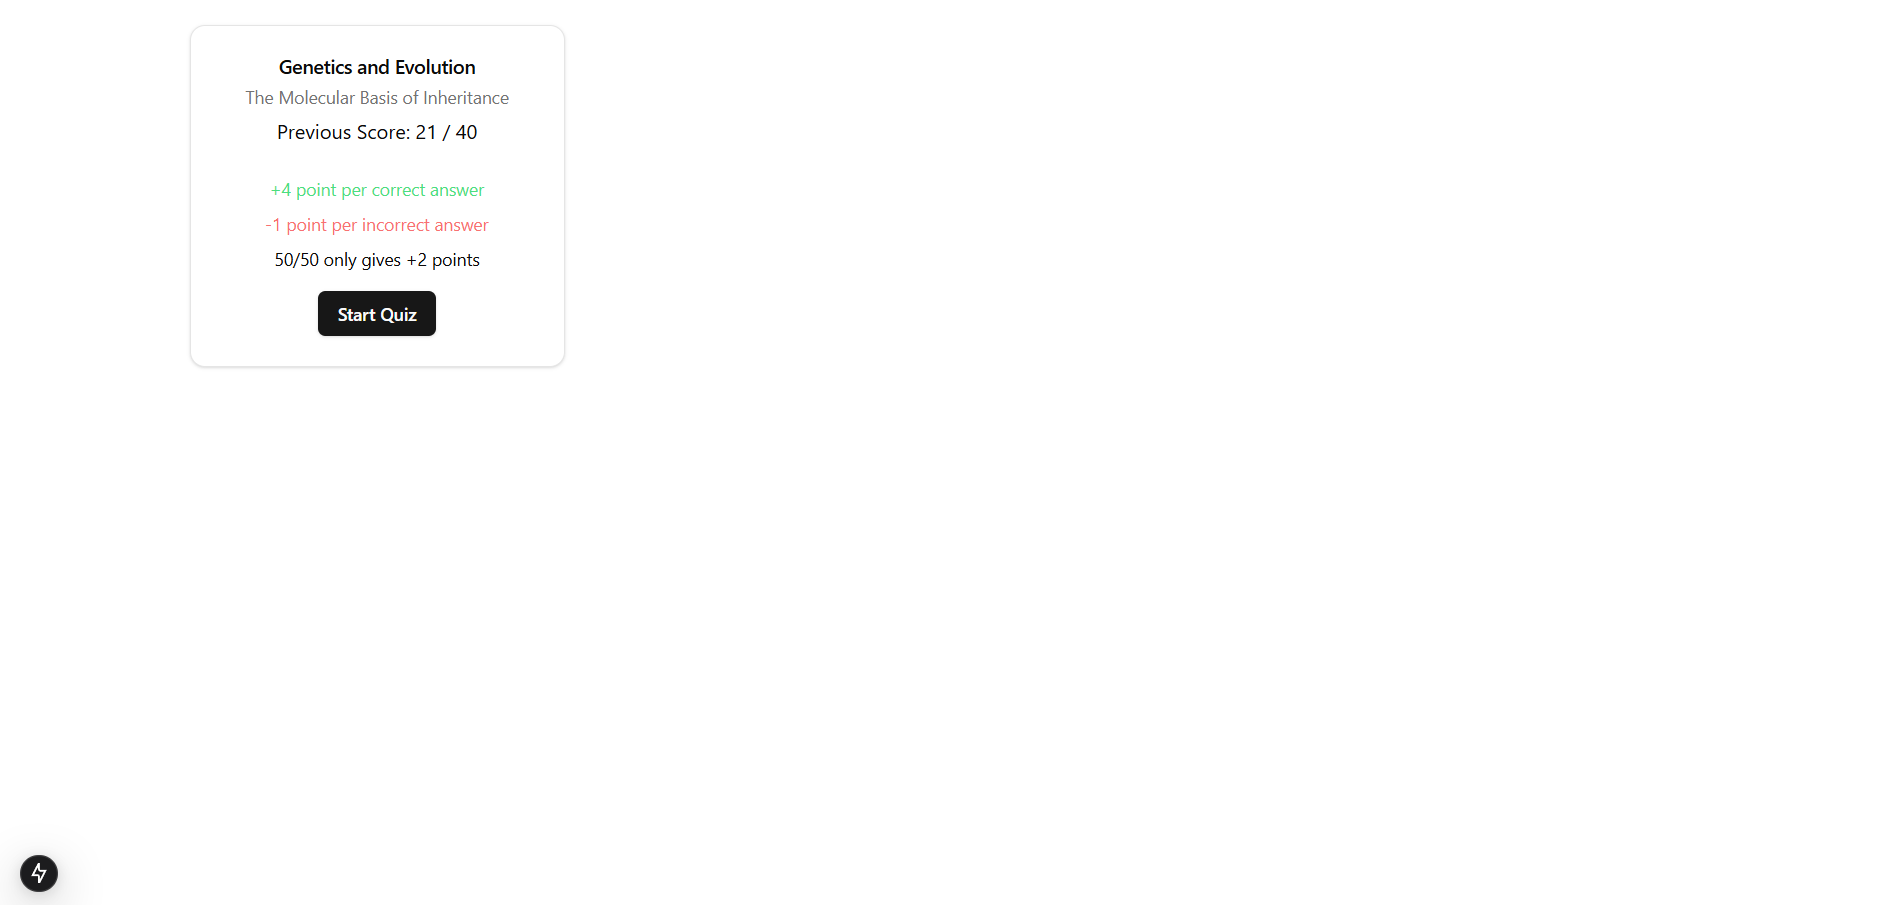 Genetics and Evolution
The Molecular Basis of Inheritance
Previous Score: 21 / 40
+4 point per correct answer
-1 point per incorrect answer
50/50 only gives +2 points
Start Quiz